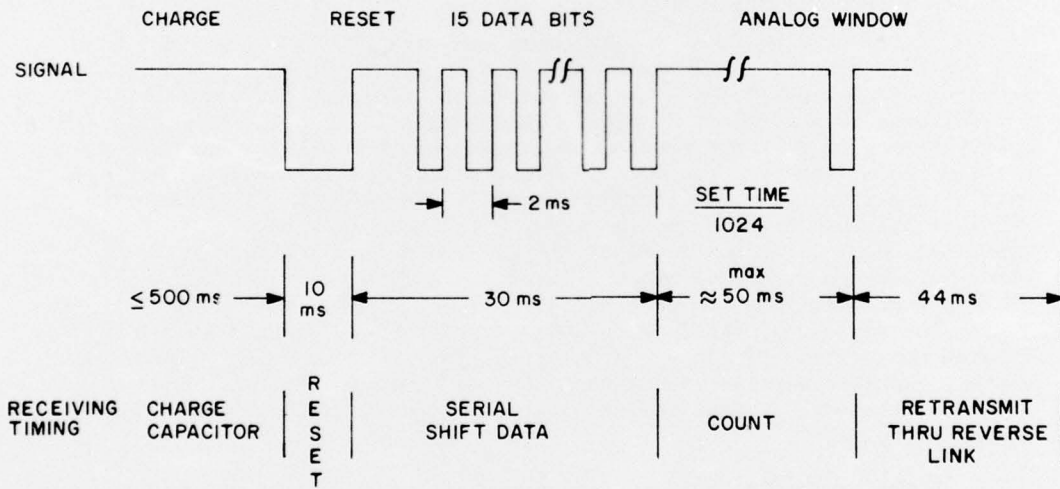 CHARGE RESET 15 DATA BITS ANALOG WINDOW
SIGNAL
2 ms
SET TIME
1024
≤ 500 ms
10
ms
30 ms
max
≈ 50 ms
44 ms
RECEIVING
TIMING
CHARGE
CAPACITOR
RESET
SERIAL
SHIFT DATA
COUNT
RETRANSMIT
THRU REVERSE
LINK